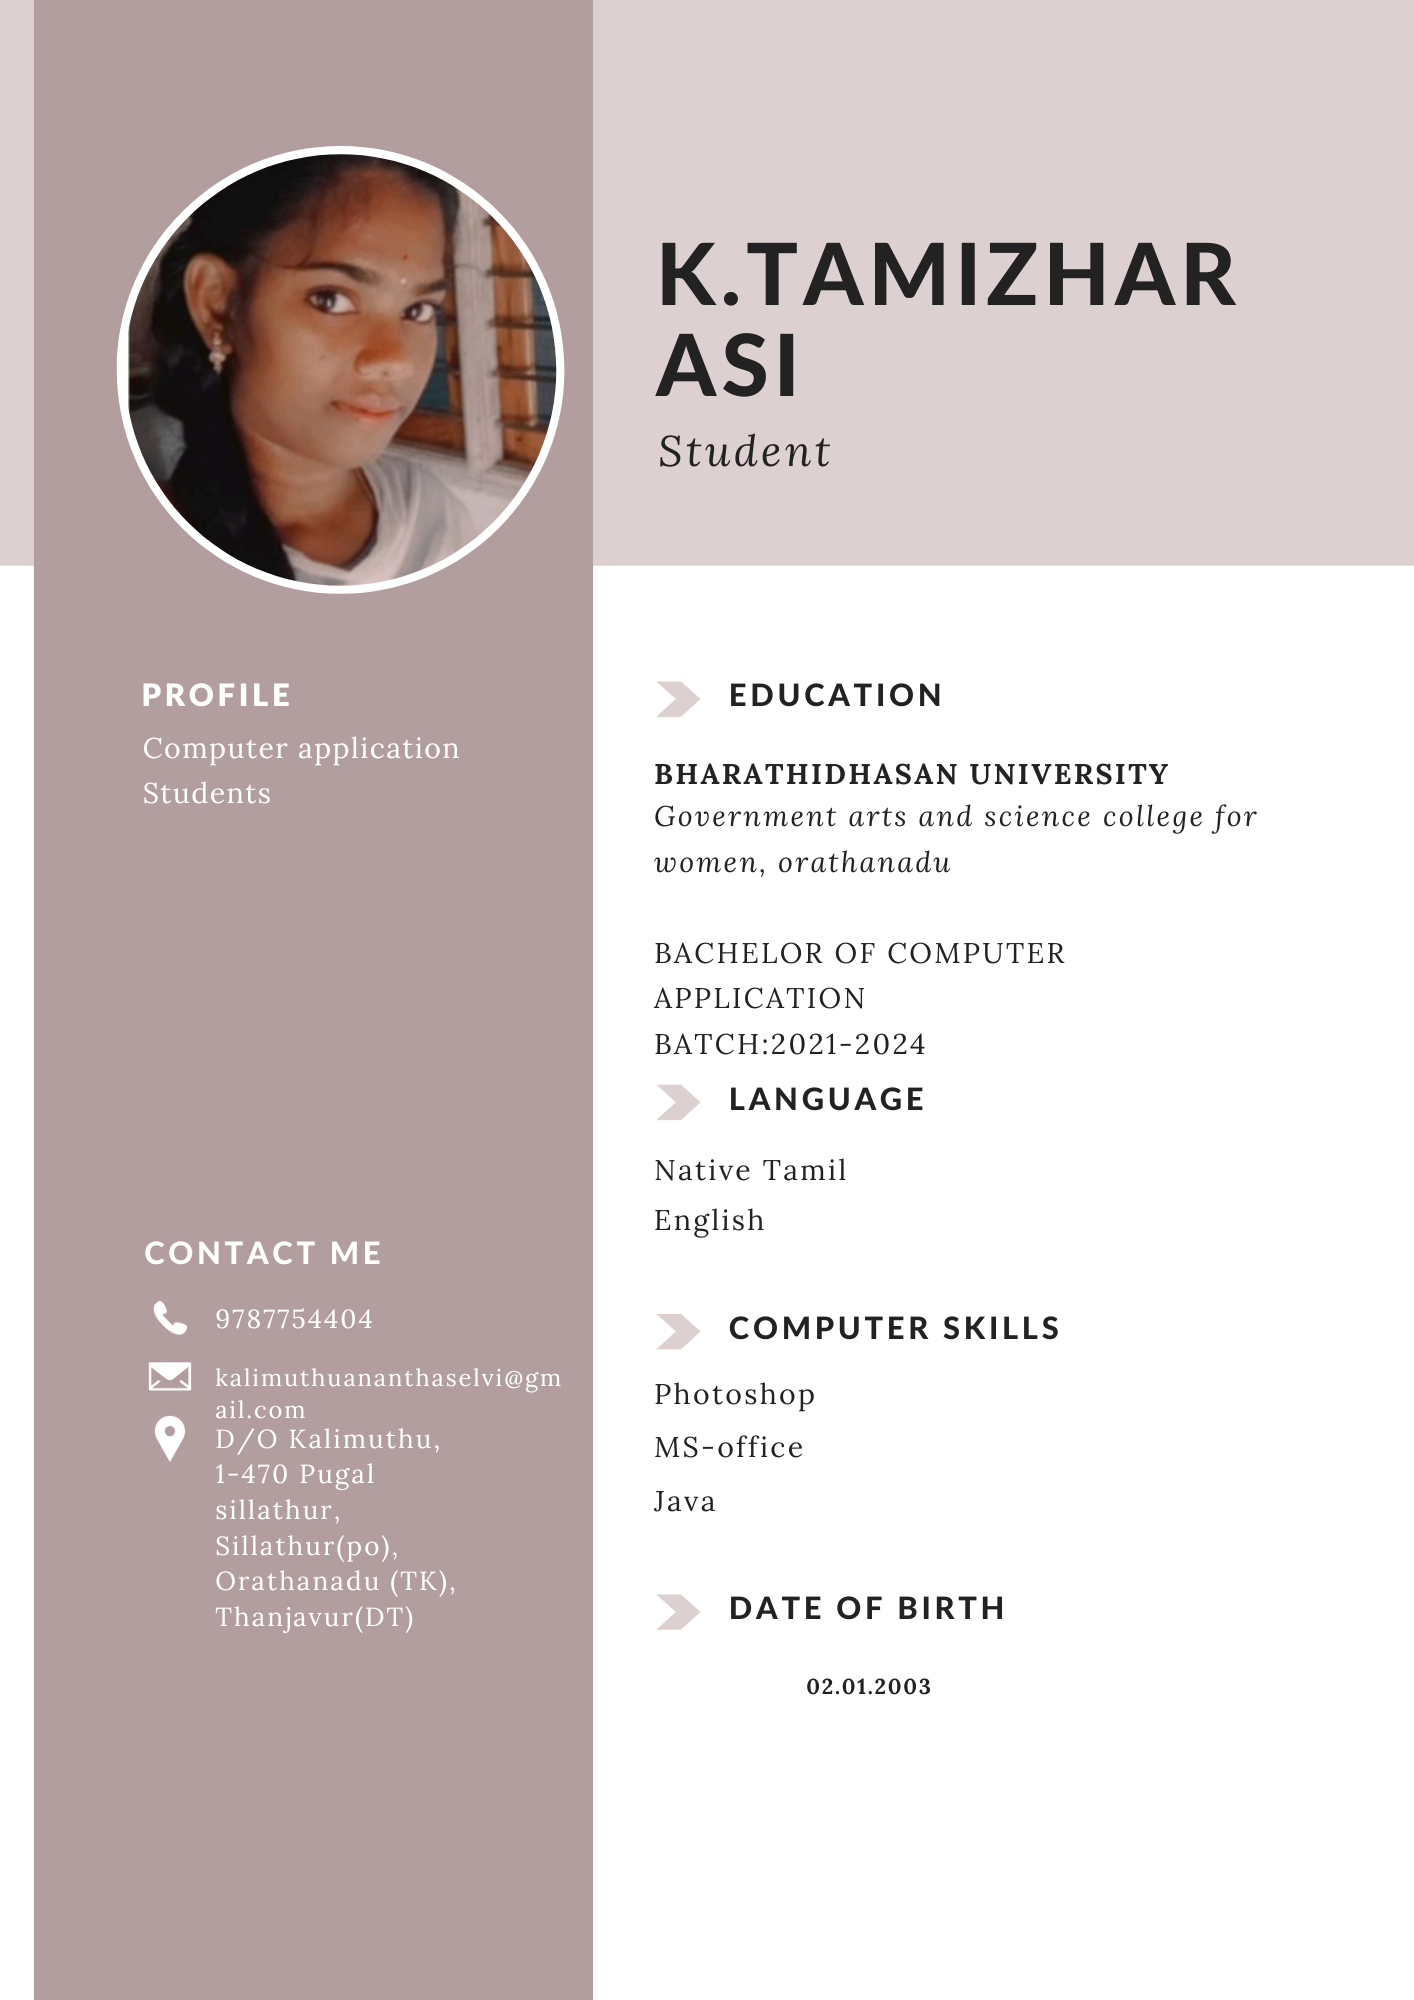 K.TAMIZHAR
ASI
Student
PROFILE
Computer application
Students
CONTACT ME
9787754404
kalimuthuananthaselvi@gm
ail.com
D/O Kalimuthu,
1-470 Pugal
sillathur,
Sillathur(po),
Orathanadu (TK),
Thanjavur(DT)
EDUCATION
BHARATHIDHASAN UNIVERSITY
Government arts and science college for
women, orathanadu
BACHELOR OF COMPUTER
APPLICATION
BATCH:2021-2024
LANGUAGE
Native Tamil
English
COMPUTER SKILLS
Photoshop
MS-office
Java
DATE OF BIRTH
02.01.2003